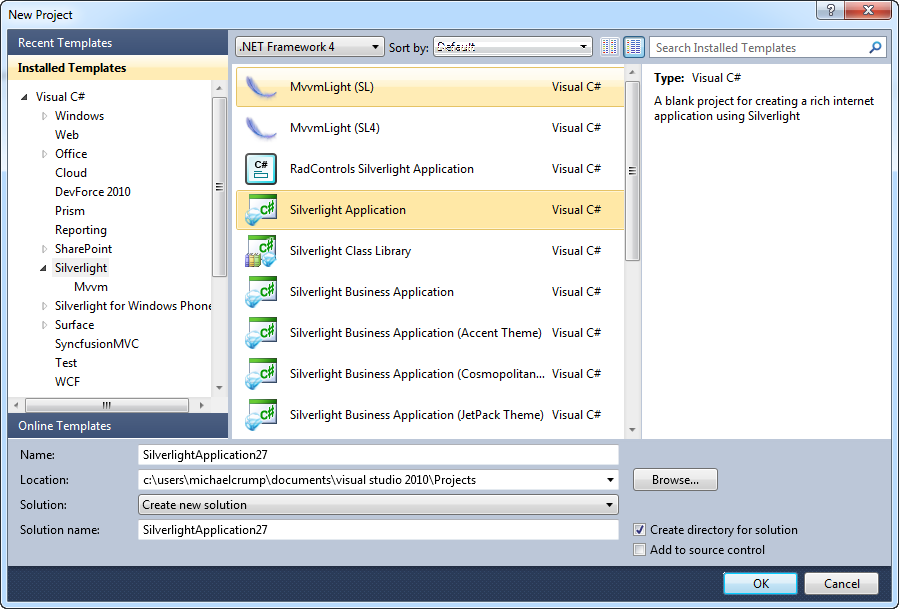 New Project
?
Recent Templates
Installed Templates
Visual C#
Windows
Web
Office
Cloud
DevForce 2010
Prism
Reporting
SharePoint
Silverlight
Mvvm
Silverlight for Windows Phone
Surface
SyncfusionMVC
Test
WCF
Online Templates
.NET Framework 4
Sort by: Default
Search Installed Templates
MvvmLight (SL) Visual C#
MvvmLight (SL4) Visual C#
C#
RadControls Silverlight Application Visual C#
C#
Silverlight Application Visual C#
C#
Silverlight Class Library Visual C#
C#
Silverlight Business Application Visual C#
C#
Silverlight Business Application (Accent Theme) Visual C#
C#
Silverlight Business Application (Cosmopolitan... Visual C#
C#
Silverlight Business Application (JetPack Theme) Visual C#
Type: Visual C#
A blank project for creating a rich internet
application using Silverlight
Name: SilverlightApplication27
Location: c:\users\michaelcrump\documents\visual studio 2010\Projects
Browse...
Solution: Create new solution
Solution name: SilverlightApplication27
Create directory for solution
Add to source control
OK
Cancel